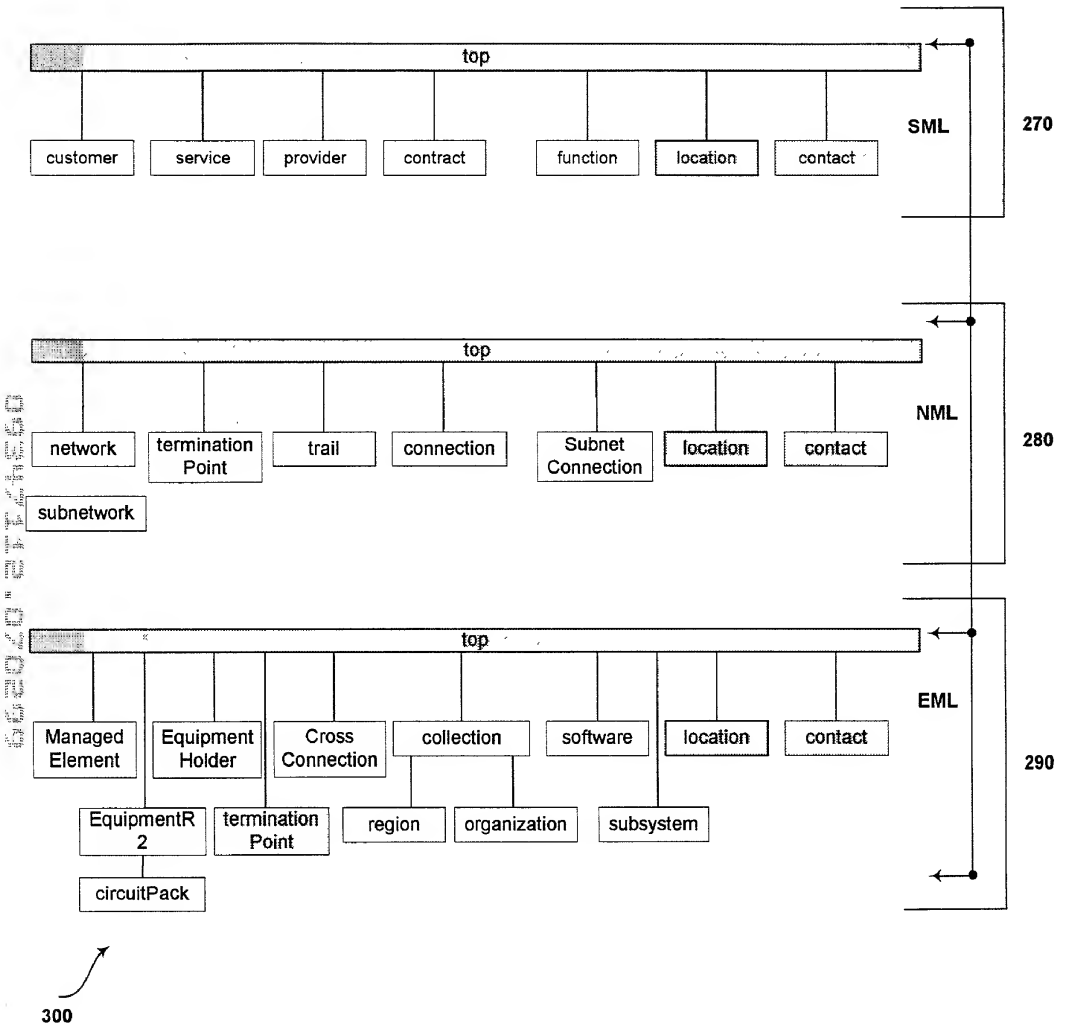 top
SML
270
customer
service
provider
contract
function
location
contact
top
NML
280
network
termination
Point
trail
connection
Subnet
Connection
location
contact
subnetwork
top
EML
290
Managed
Element
Equipment
Holder
Cross
Connection
collection
software
location
contact
EquipmentR
2
termination
Point
region
organization
subsystem
circuitPack
300